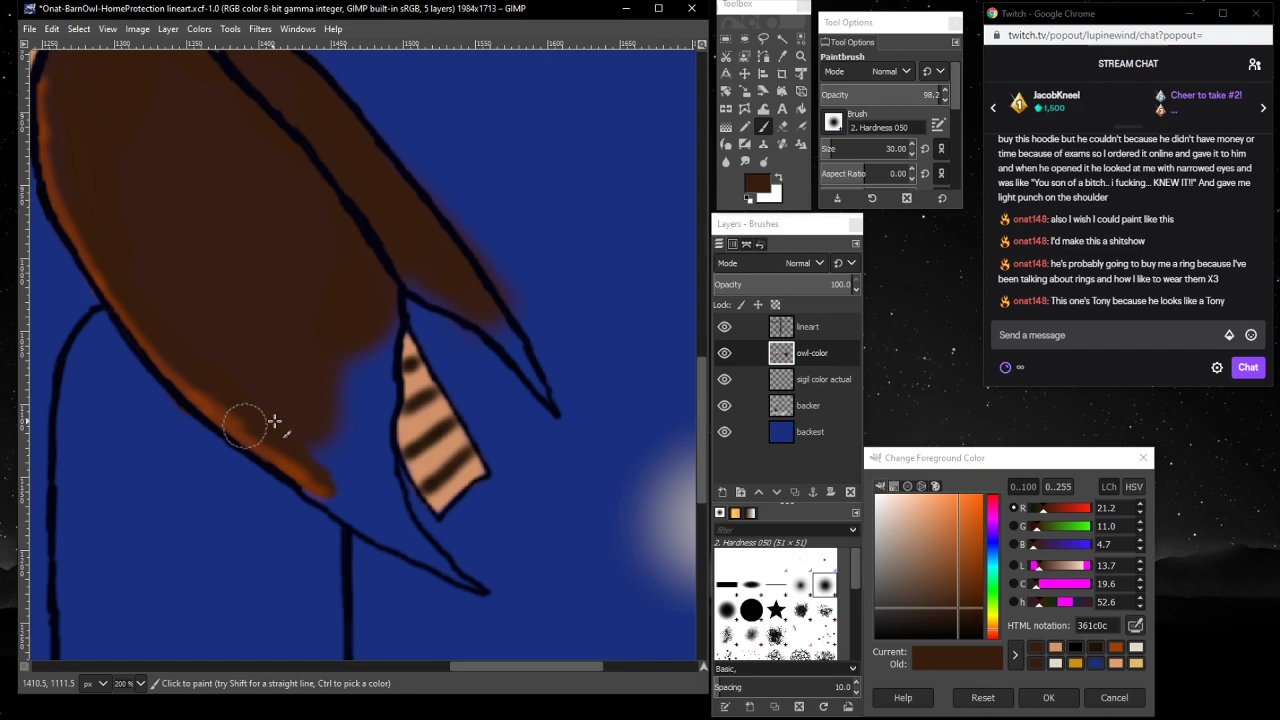 *Onat-BarnOwl-HomeProtection lineart.xcf-1.0 (RGB color 8-bit gamma integer, GIMP built-in sRGB, 5 layers) 1984x1713 – GIMP
File Edit Select View Image Layer Colors Tools Filters Windows Help
1250 1300 1350 1400 1450 1500 1550 1600 1650
1410.5, 1111.5 px 200 % Click to paint (try Shift for a straight line, Ctrl to pick a color)
Toolbox
Tool Options
Tool Options
Paintbrush
Mode Normal
Opacity 98.2
Brush
2. Hardness 050
Size 30.00
Aspect Ratio 0.00
Layers - Brushes
Mode Normal
Opacity 100.0
Lock:
lineart
owl-color
sigil color actual
backer
backest
filter
2. Hardness 050 (51 × 51)
Basic,
Spacing 10.0
Twitch - Google Chrome
twitch.tv/popout/lupinewind/chat?popout=
STREAM CHAT
1 JacobKneel
1,500
Cheer to take #2!
...
buy this hoodie but he couldn't because he didn't have money or
time because of exams so I ordered it online and gave it to him
and when he opened it he looked at me with narrowed eyes and
was like "You son of a bitch.. i fucking... KNEW IT!!" And gave me
light punch on the shoulder
onat148: also I wish I could paint like this
onat148: I'd make this a shitshow
onat148: he's probably going to buy me a ring because I've
been talking about rings and how I like to wear them X3
onat148: This one's Tony because he looks like a Tony
Send a message
∞ Chat
Change Foreground Color
0..100 0..255 LCh HSV
R 21.2
G 11.0
B 4.7
L 13.7
C 19.6
h 52.6
HTML notation: 361c0c
Current:
Old:
Help Reset OK Cancel